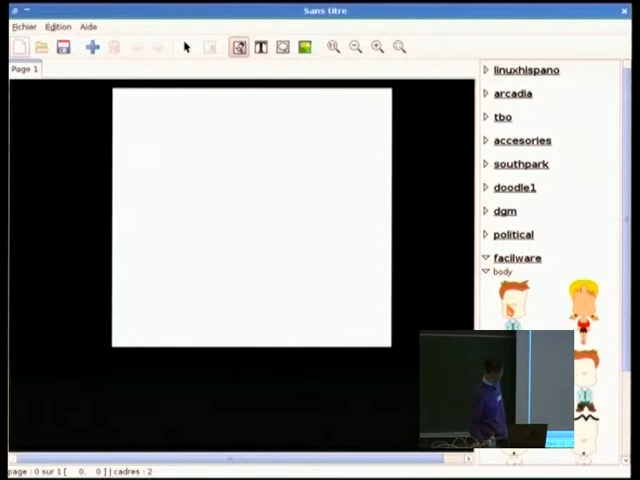 Sans titre
Fichier Édition Aide
Page 1
linuxhispano
arcadia
tbo
accesories
southpark
doodle1
dgm
political
facilware
body
page : 0 sur 1 [ 0, 0 ] | cadres : 2